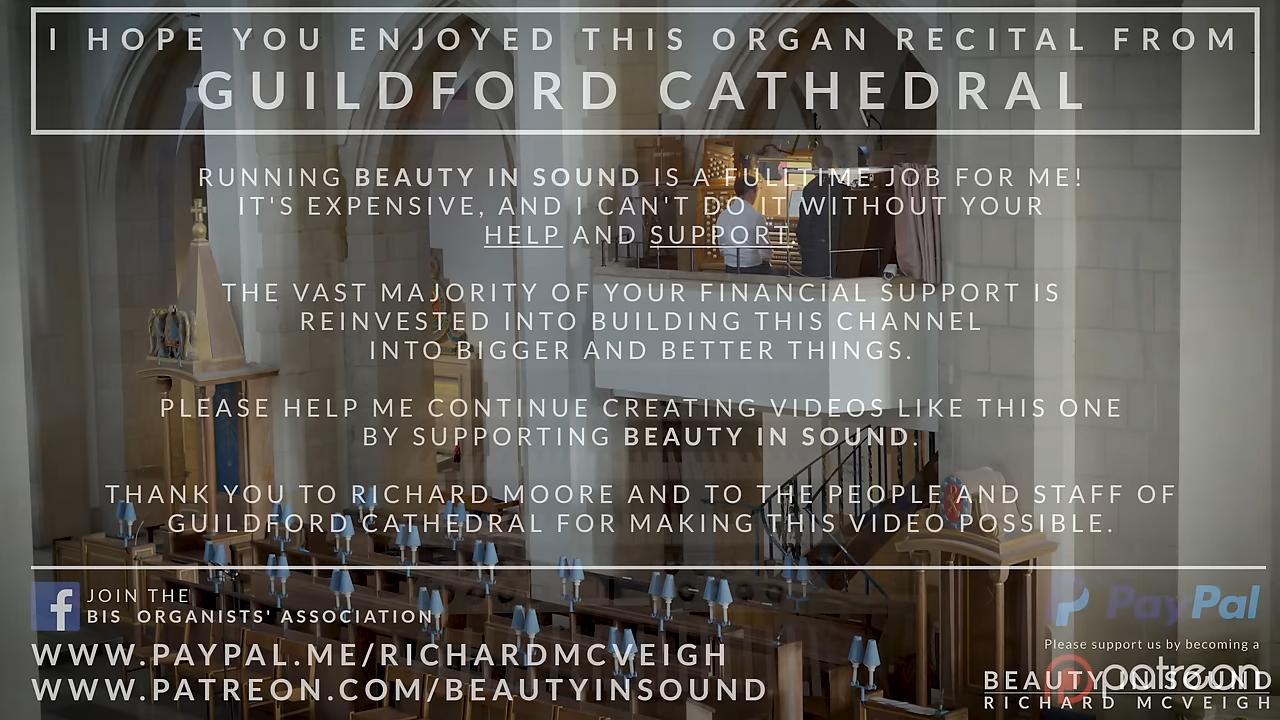 I HOPE YOU ENJOYED THIS ORGAN RECITAL FROM
GUILDFORD CATHEDRAL
RUNNING BEAUTY IN SOUND IS A FULLTIME JOB FOR ME!
IT'S EXPENSIVE, AND I CAN'T DO IT WITHOUT YOUR
HELP AND SUPPORT.
THE VAST MAJORITY OF YOUR FINANCIAL SUPPORT IS
REINVESTED INTO BUILDING THIS CHANNEL
INTO BIGGER AND BETTER THINGS.
PLEASE HELP ME CONTINUE CREATING VIDEOS LIKE THIS ONE
BY SUPPORTING BEAUTY IN SOUND.
THANK YOU TO RICHARD MOORE AND TO THE PEOPLE AND STAFF OF
GUILDFORD CATHEDRAL FOR MAKING THIS VIDEO POSSIBLE.
f JOIN THE
BIS ORGANISTS' ASSOCIATION
WWW.PAYPAL.ME/RICHARDMCVEIGH
WWW.PATREON.COM/BEAUTYINSOUND
PayPal
Please support us by becoming a
patreon
BEAUTY IN SOUND
RICHARD MCVEIGH